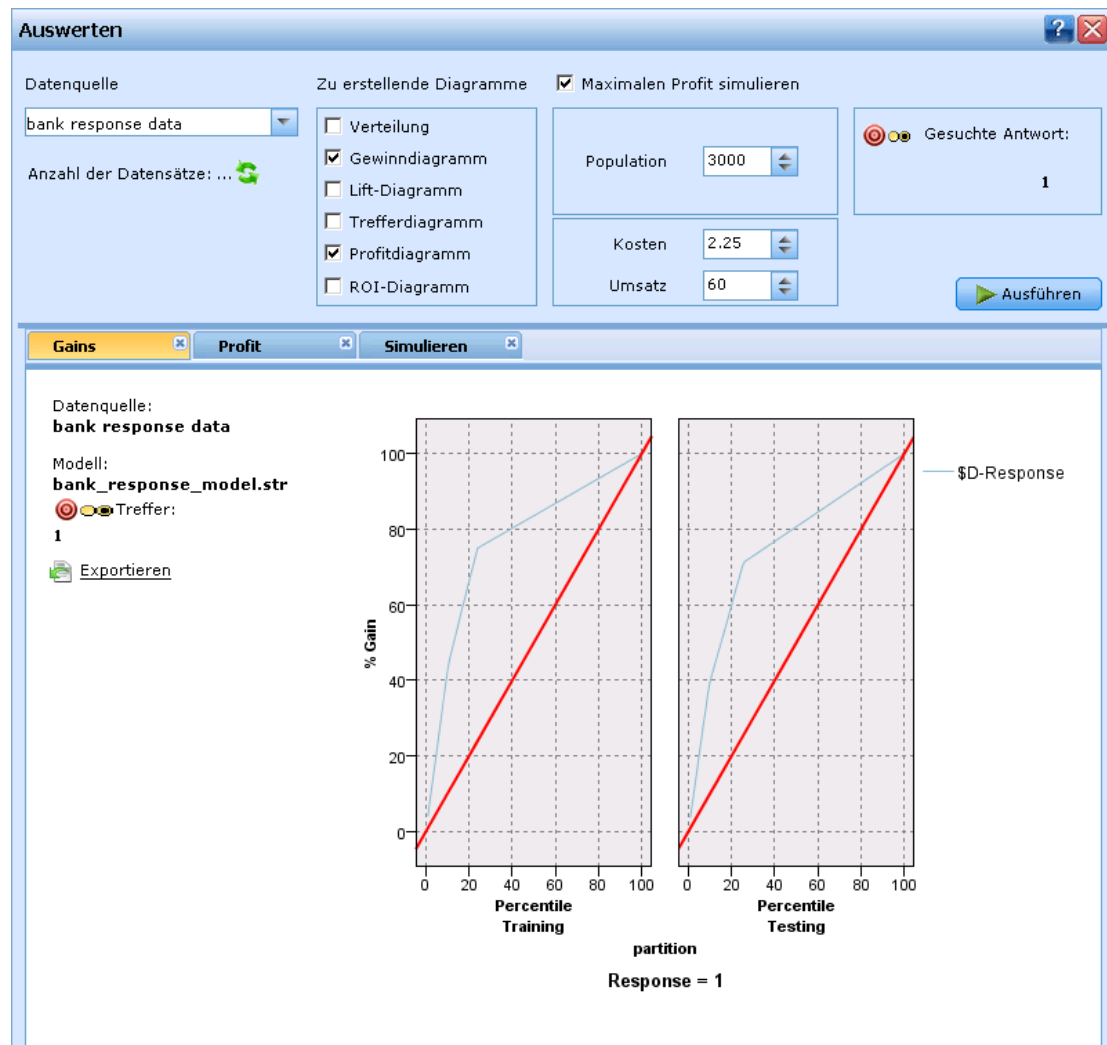 Auswerten
?
Datenquelle
bank response data
Anzahl der Datensätze: ...
Zu erstellende Diagramme
Verteilung
Gewinndiagramm
Lift-Diagramm
Trefferdiagramm
Profitdiagramm
ROI-Diagramm
Maximalen Profit simulieren
Population 3000
Kosten 2.25
Umsatz 60
Gesuchte Antwort:
1
Ausführen
Gains
Profit
Simulieren
Datenquelle:
bank response data
Modell:
bank_response_model.str
Treffer:
1
Exportieren
% Gain
100
80
60
40
20
0
0 20 40 60 80 100
Percentile
Training
0 20 40 60 80 100
Percentile
Testing
partition
Response = 1
$D-Response